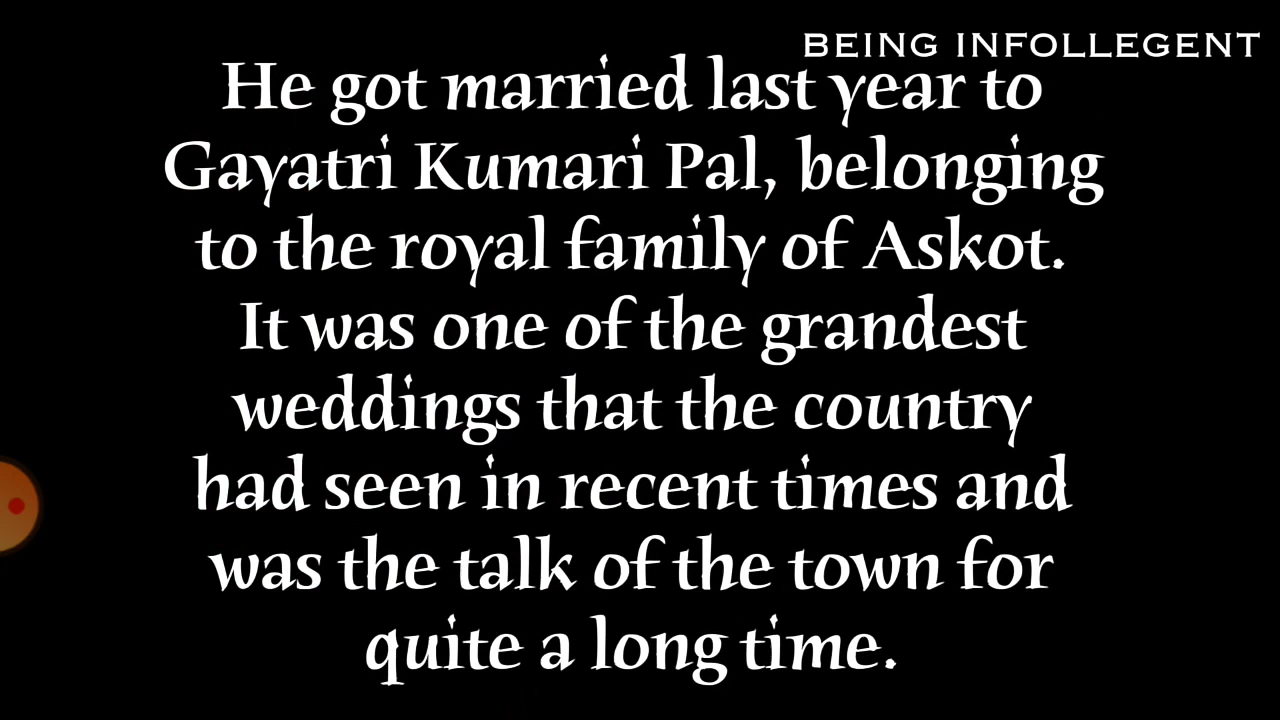 BEING INFOLLEGENT
He got married last year to
Gayatri Kumari Pal, belonging
to the royal family of Askot.
It was one of the grandest
weddings that the country
had seen in recent times and
was the talk of the town for
quite a long time.